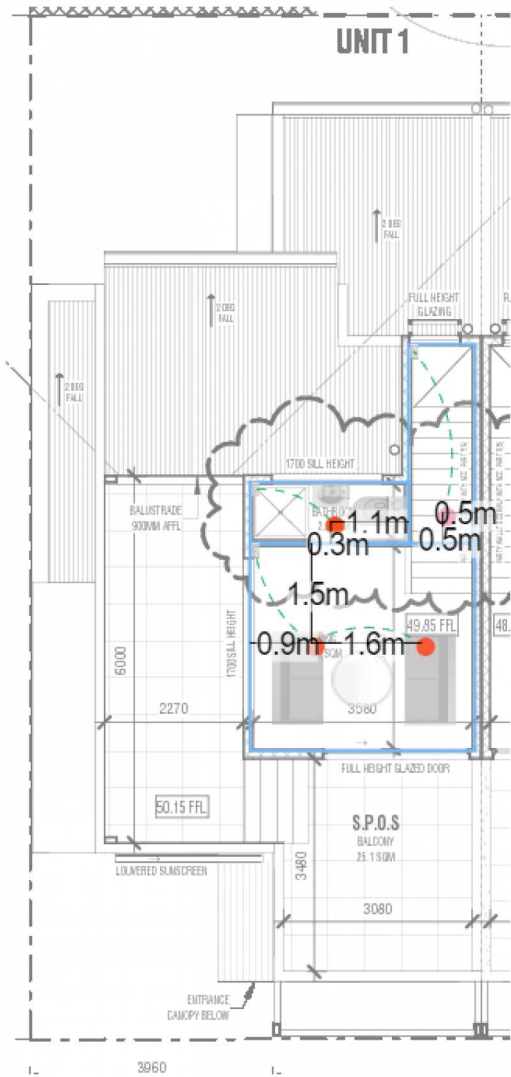 UNIT 1
2 DEG
FALL
2 DEG
FALL
2 DEG
FALL
FULL HEIGHT
GLAZING
1700 SILL HEIGHT
BALUSTRADE
900MM AFFL
1.1m
0.5m
0.3m
0.5m
1.5m
49.85 FFL
48.
1700 SILL HEIGHT
0.9m
1.6m
SQM
6000
2270
3580
FULL HEIGHT GLAZED DOOR
50.15 FFL
S.P.O.S
BALCONY
25.1 SQM
LOUVERED SUNSCREEN
3480
3080
ENTRANCE
CANOPY BELOW
3960